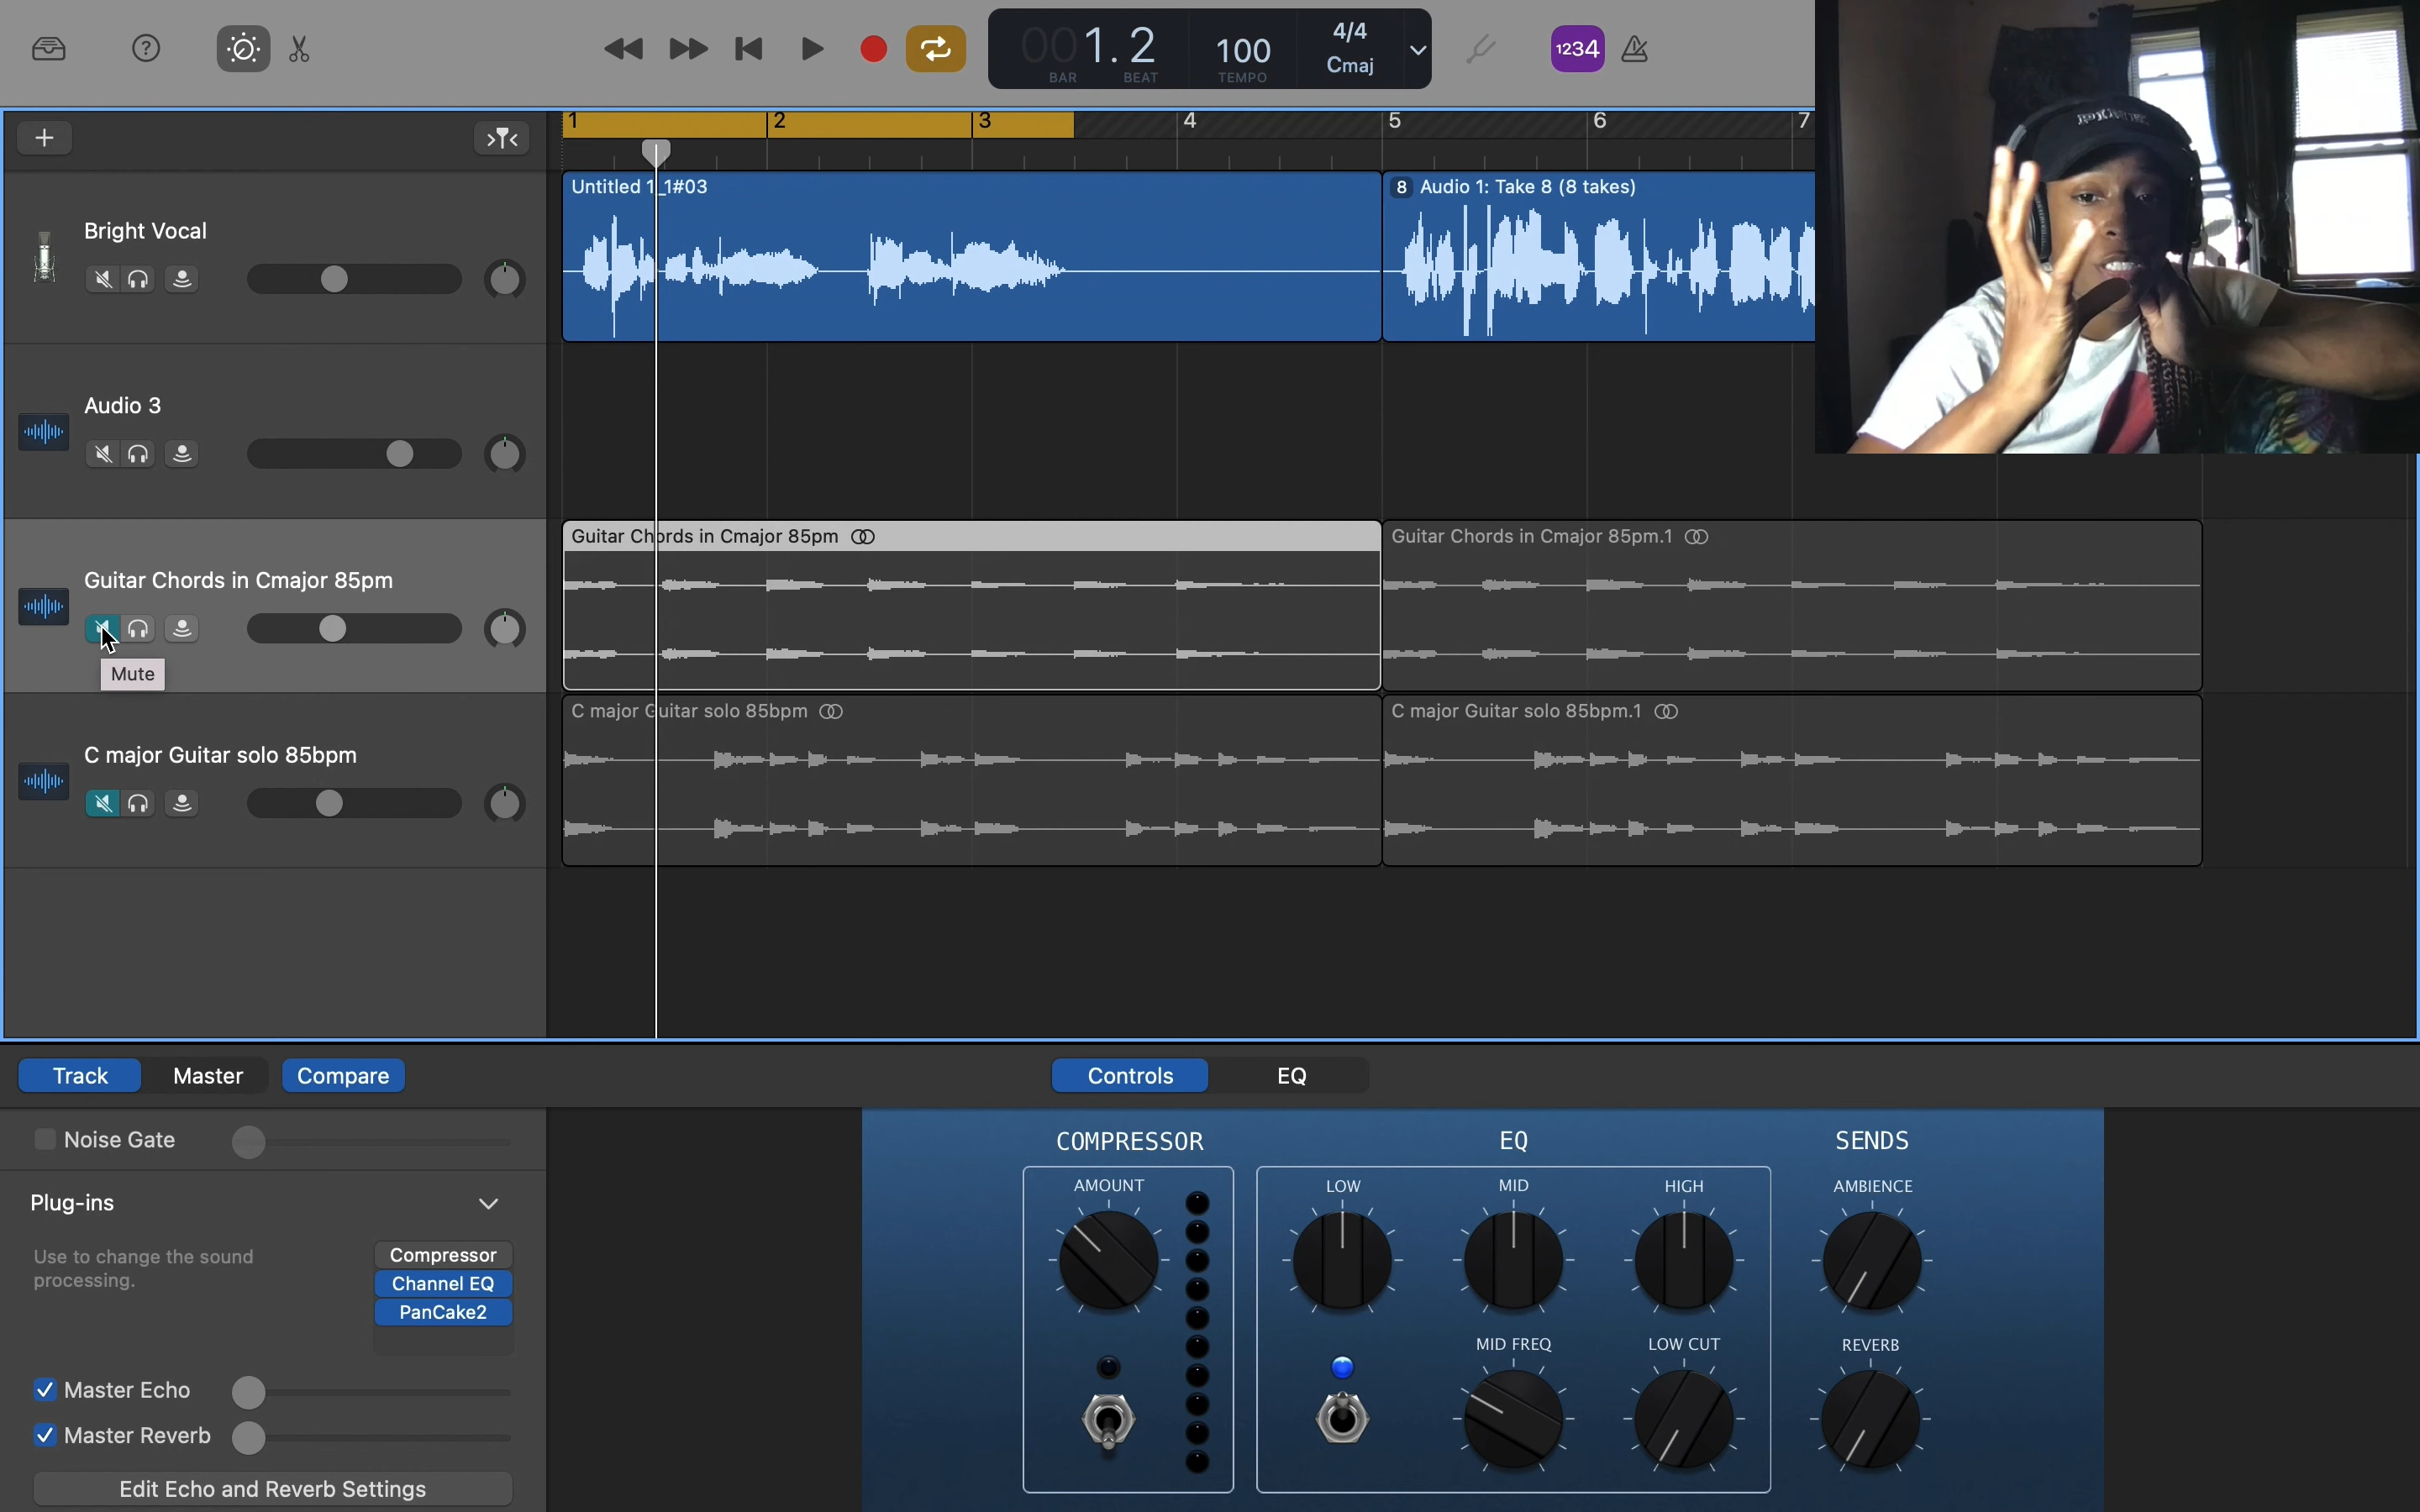 001.2
BAR
BEAT
100
TEMPO
4/4
Cmaj
1234
1
2
3
4
5
6
7
Untitled 1_1#03
8 Audio 1: Take 8 (8 takes)
Bright Vocal
Audio 3
Guitar Chords in Cmajor 85pm
Guitar Chords in Cmajor 85pm.1
Guitar Chords in Cmajor 85pm
Mute
C major Guitar solo 85bpm
C major Guitar solo 85bpm.1
C major Guitar solo 85bpm
Track
Master
Compare
Controls
EQ
Noise Gate
Plug-ins
Use to change the sound
processing.
Compressor
Channel EQ
PanCake2
Master Echo
Master Reverb
Edit Echo and Reverb Settings
COMPRESSOR
EQ
SENDS
AMOUNT
LOW
MID
HIGH
AMBIENCE
MID FREQ
LOW CUT
REVERB